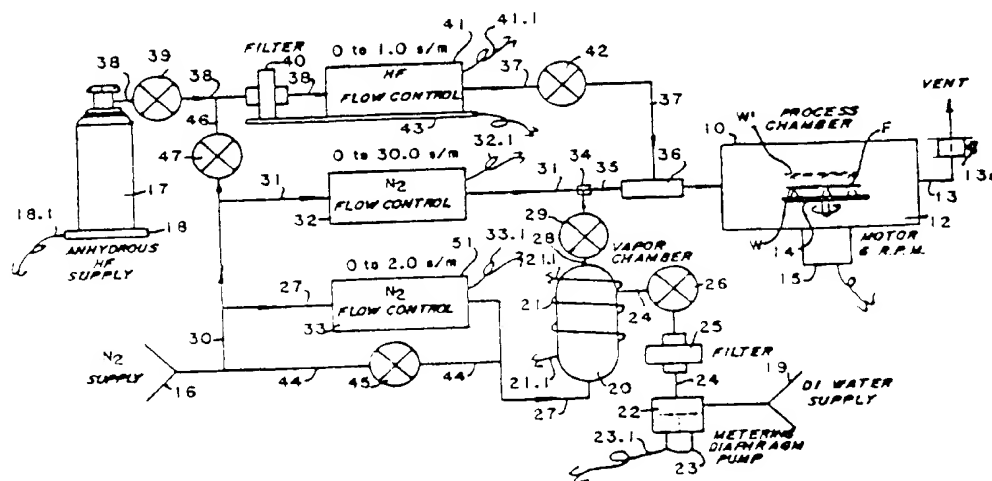 FILTER
40
0 to 1.0 s/m
41
41.1
HF
FLOW CONTROL
43
38
39
38
38
37
42
37
46
47
17
18.1
18
ANHYDROUS
HF
SUPPLY
32.1
0 to 30.0 s/m
31
N2
FLOW CONTROL
32
31
34
35
36
VENT
PROCESS
CHAMBER
10
W'
F
13
12
W
14
MOTOR
6 R.P.M.
15
29
28
VAPOR
CHAMBER
0 to 2.0 s/m
51
33.1
27
N2
FLOW CONTROL
33
21.1
21
24
26
25
FILTER
30
N2
SUPPLY
16
44
45
44
21.1
20
27
24
19
DI WATER
SUPPLY
22
23.1
METERING
DIAPHRAGM
PUMP
23